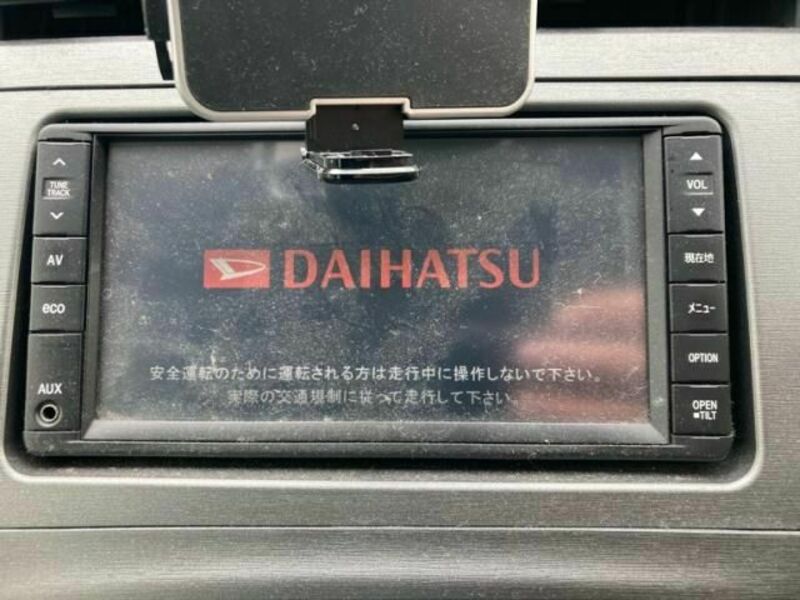 TUNE
TRACK
AV
eco
AUX
DAIHATSU
安全運転のために運転される方は走行中に操作しないで下さい。
実際の交通規制に従って走行して下さい。
VOL
現在地
メニュー
OPTION
OPEN
■TILT